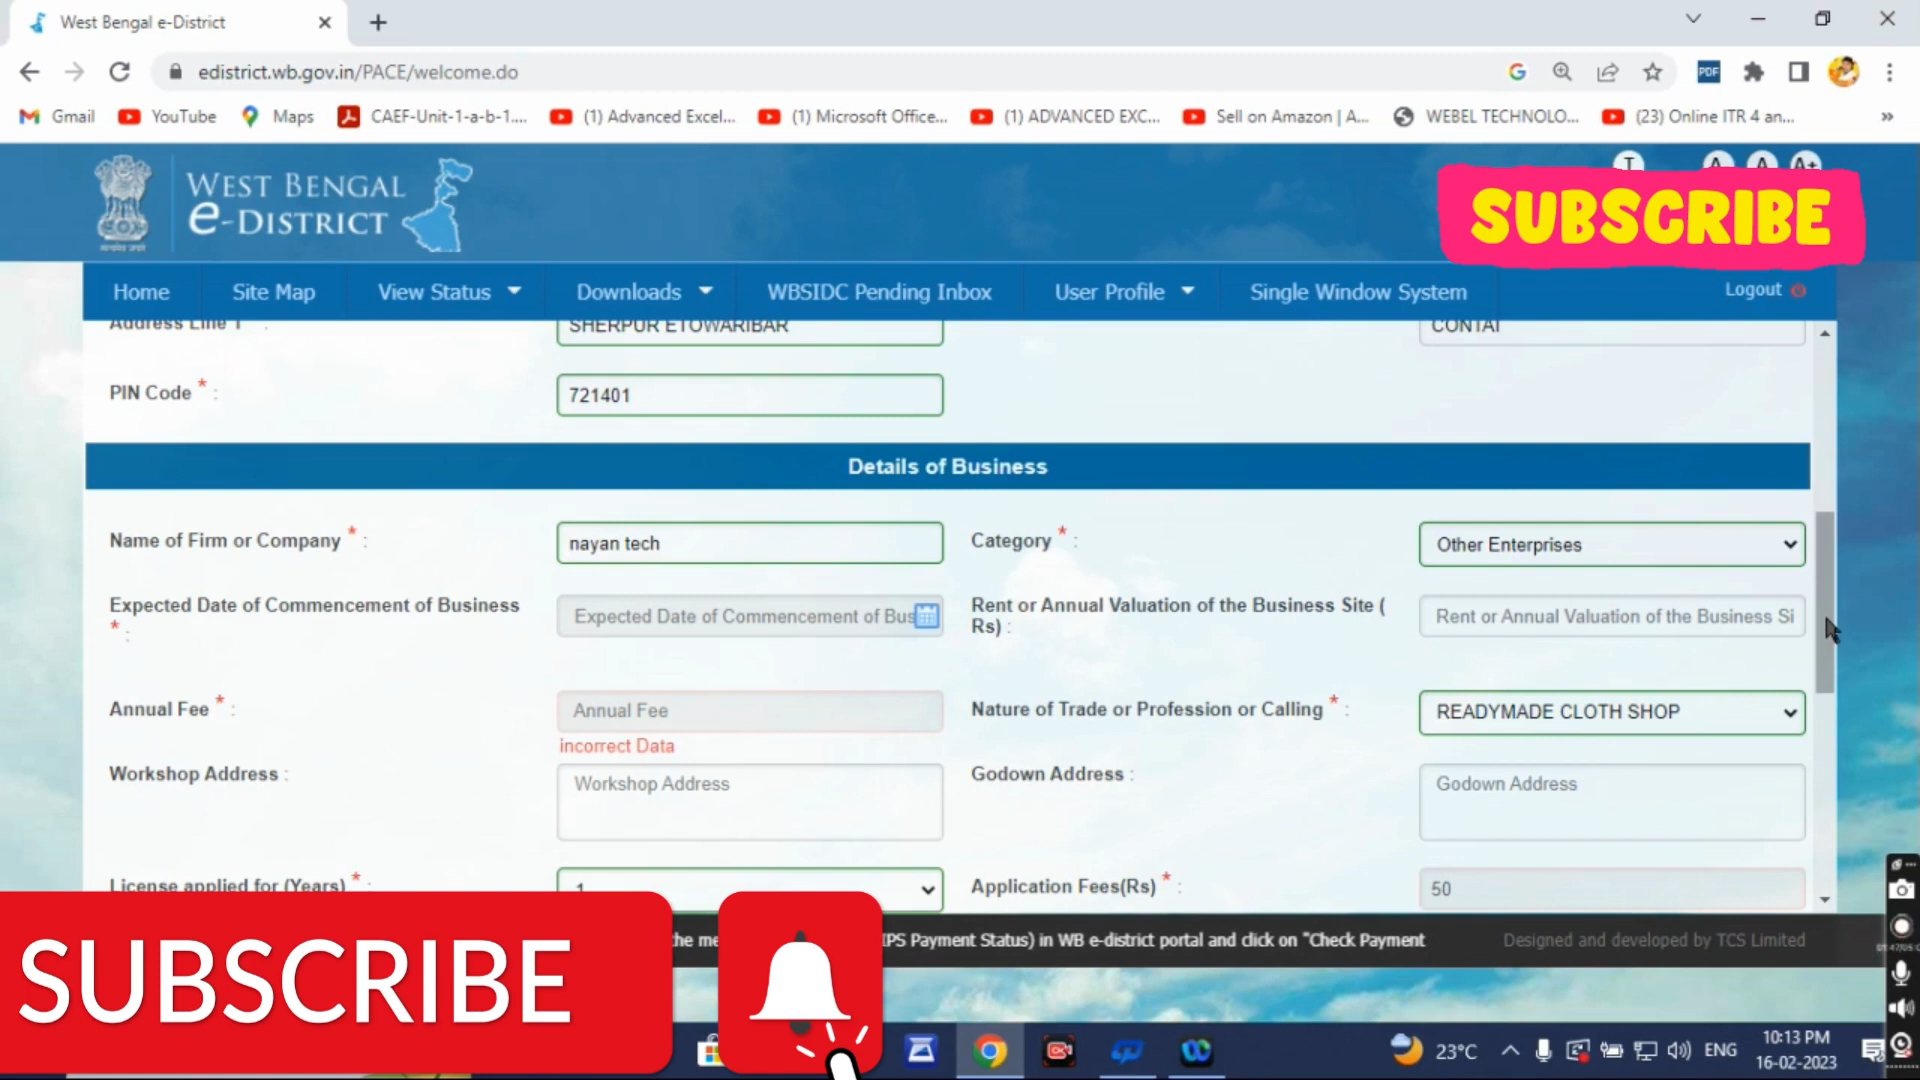 West Bengal e-District
edistrict.wb.gov.in/PACE/welcome.do
PDF
Gmail YouTube Maps CAEF-Unit-1-a-b-1.... (1) Advanced Excel... (1) Microsoft Office... (1) ADVANCED EXC... Sell on Amazon | A... WEBEL TECHNOLO... (23) Online ITR 4 an... »
WEST BENGAL
e-DISTRICT
T A A A+
SUBSCRIBE
Home Site Map View Status Downloads WBSIDC Pending Inbox User Profile Single Window System Logout
Address Line 1 : SHERPUR ETOWARIBAR CONTAI
PIN Code * : 721401
Details of Business
Name of Firm or Company * : nayan tech Category * : Other Enterprises
Expected Date of Commencement of Business * : Expected Date of Commencement of Bus Rent or Annual Valuation of the Business Site (
Rs) : Rent or Annual Valuation of the Business Si
Annual Fee * : Annual Fee Nature of Trade or Profession or Calling * : READYMADE CLOTH SHOP
incorrect Data
Workshop Address : Workshop Address Godown Address : Godown Address
License applied for (Years) * : 1 Application Fees(Rs) * : 50
SUBSCRIBE
the me IPS Payment Status) in WB e-district portal and click on "Check Payment Designed and developed by TCS Limited
23°C ENG 10:13 PM
16-02-2023